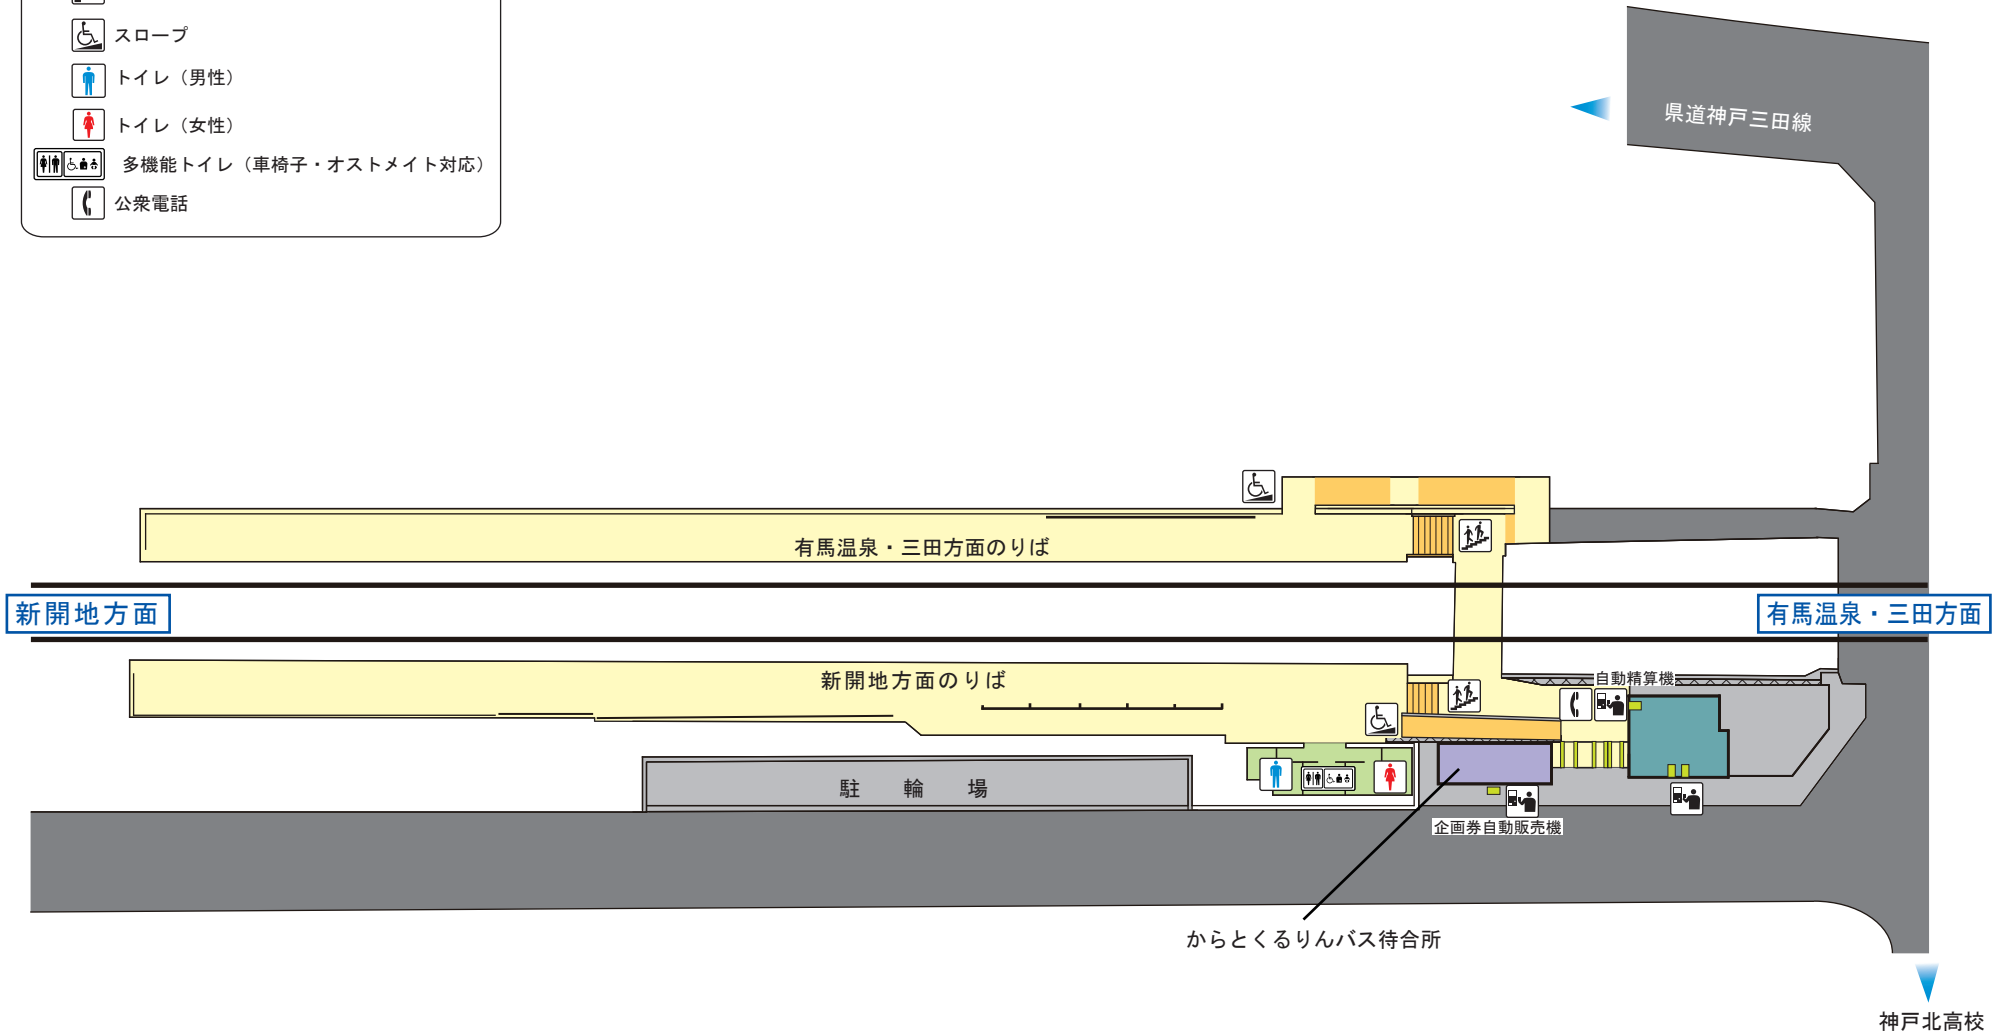 スロープ
トイレ（男性）
トイレ（女性）
多機能トイレ（車椅子・オストメイト対応）
公衆電話
県道神戸三田線
有馬温泉・三田方面のりば
新開地方面
有馬温泉・三田方面
新開地方面のりば
自動精算機
駐輪場
企画券自動販売機
からとくるりんバス待合所
神戸北高校